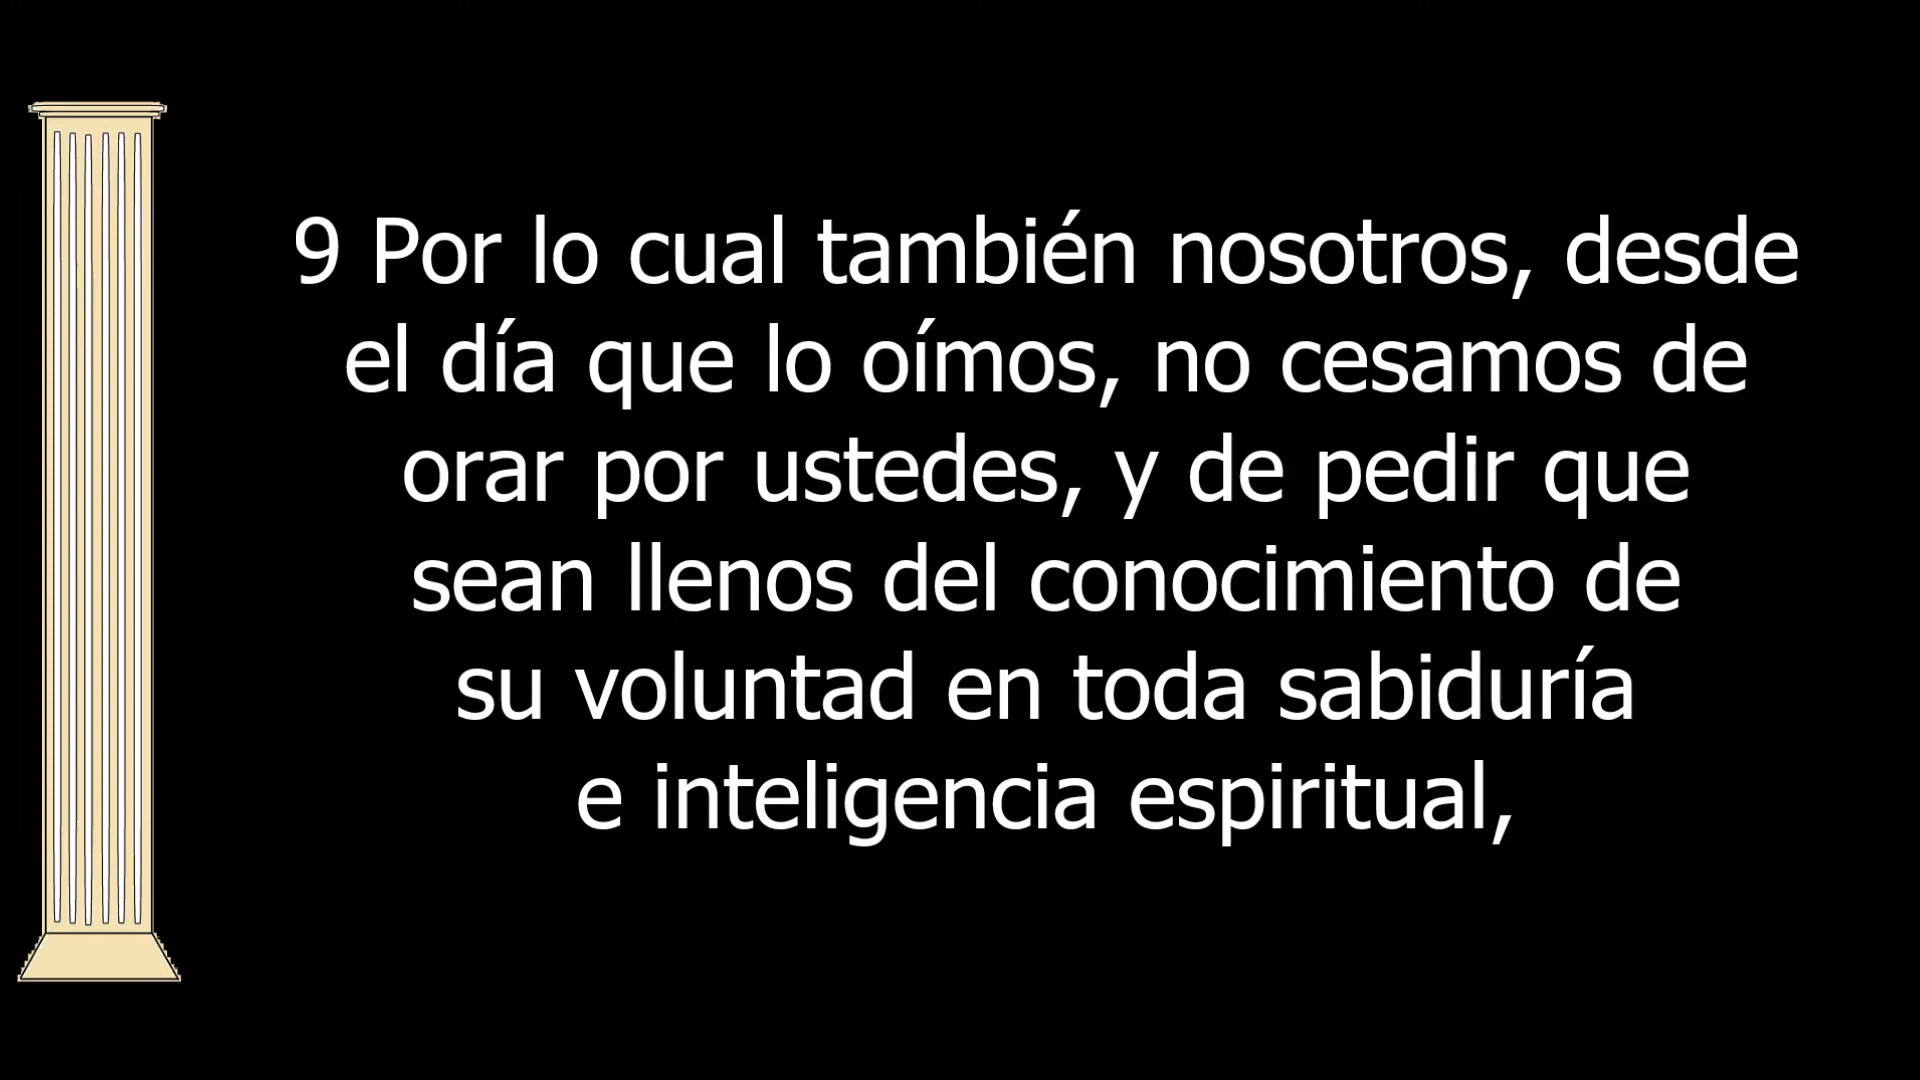 9 Por lo cual también nosotros, desde
el día que lo oímos, no cesamos de
orar por ustedes, y de pedir que
sean llenos del conocimiento de
su voluntad en toda sabiduría
e inteligencia espiritual,